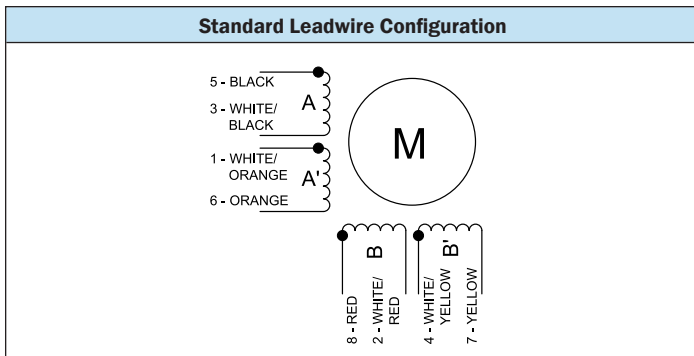 Standard Leadwire Configuration
5 - BLACK
3 - WHITE/
BLACK
A
1 - WHITE/
ORANGE
A'
6 - ORANGE
M
B
B'
8 - RED
2 - WHITE/
RED
4 - WHITE/
YELLOW
7 - YELLOW